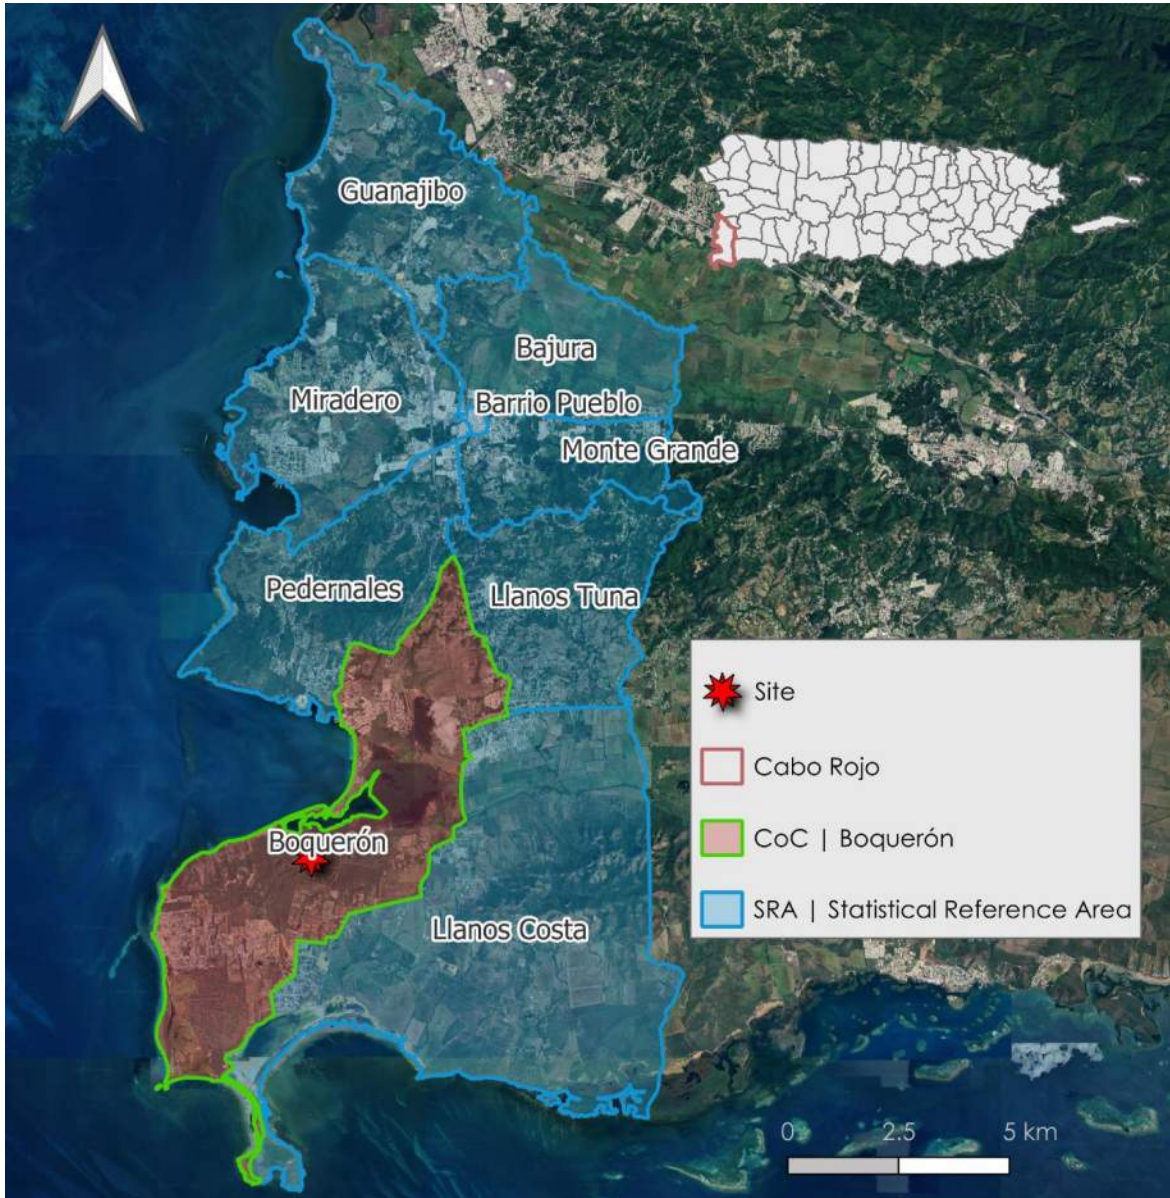 Guanajibo
Bajura
Miradero
Barrio Pueblo
Monte Grande
Pedernales
Llanos Tuna
Boquerón
Llanos Costa
Site
Cabo Rojo
CoC | Boquerón
SRA | Statistical Reference Area
0 2.5 5 km